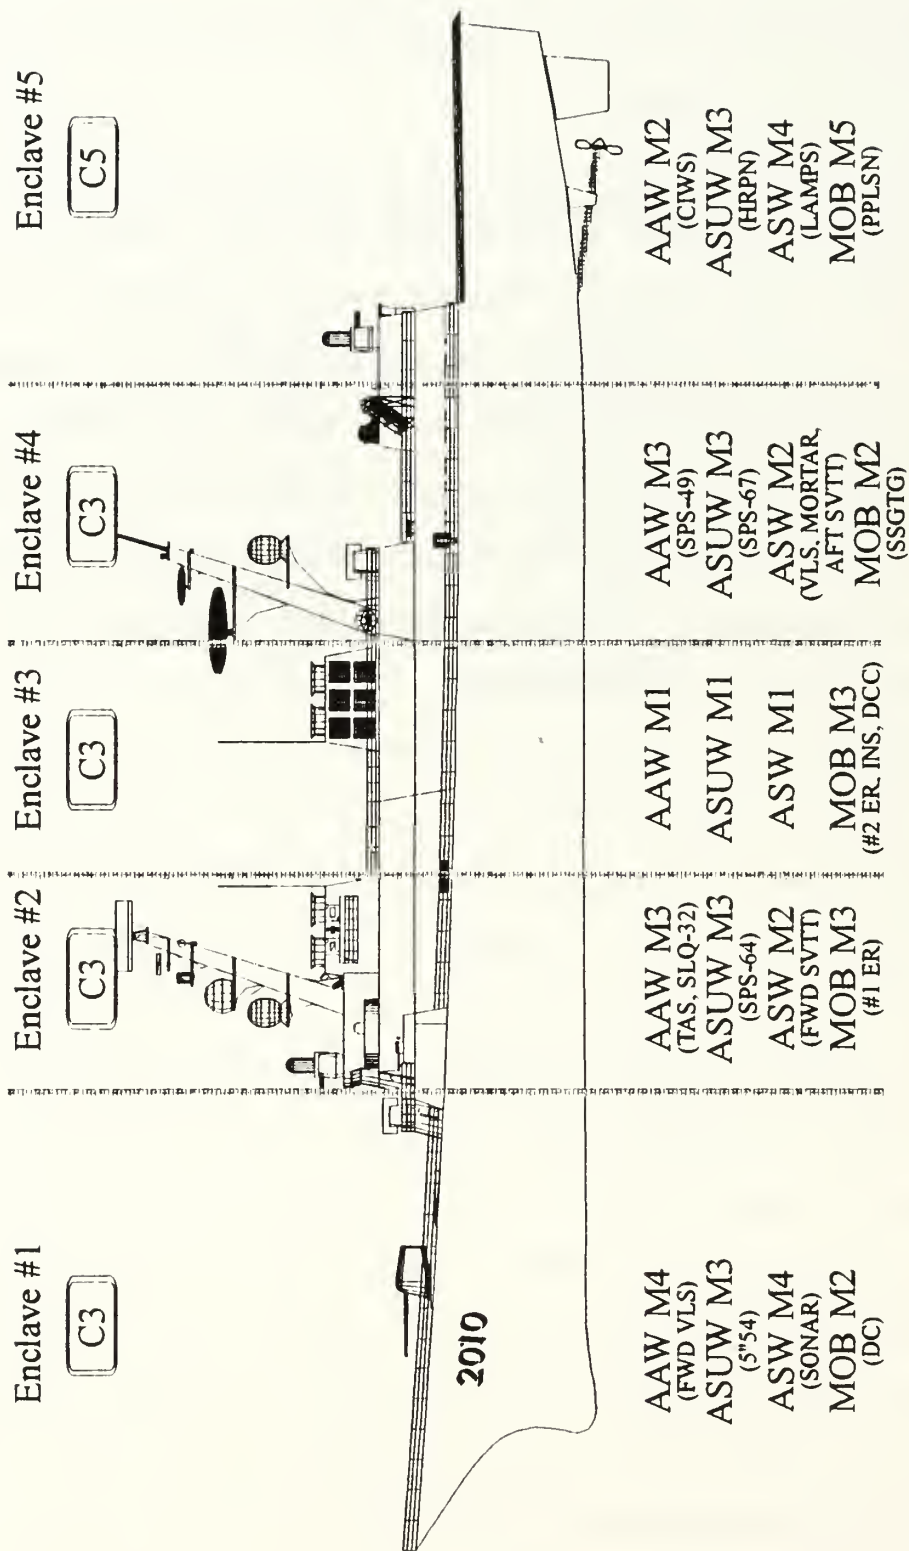 Enclave #1
C3
AAW M4
(FWD VLS)
ASUW M3
(5"54)
ASW M4
(SONAR)
MOB M2
(DC)
2010
Enclave #2
C3
AAW M3
(TAS, SLQ-32)
ASUW M3
(SPS-64)
ASW M2
(FWD SVTT)
MOB M3
(#1 ER)
Enclave #3
C3
AAW M1
ASUW M1
ASW M1
MOB M3
(#2 ER, INS, DCC)
Enclave #4
C3
AAW M3
(SPS-49)
ASUW M3
(SPS-67)
ASW M2
(VLS, MORTAR,
AFT SVTT)
MOB M2
(SSGTG)
Enclave #5
C5
AAW M2
(CIWS)
ASUW M3
(HRPN)
ASW M4
(LAMPS)
MOB M5
(PPLSN)